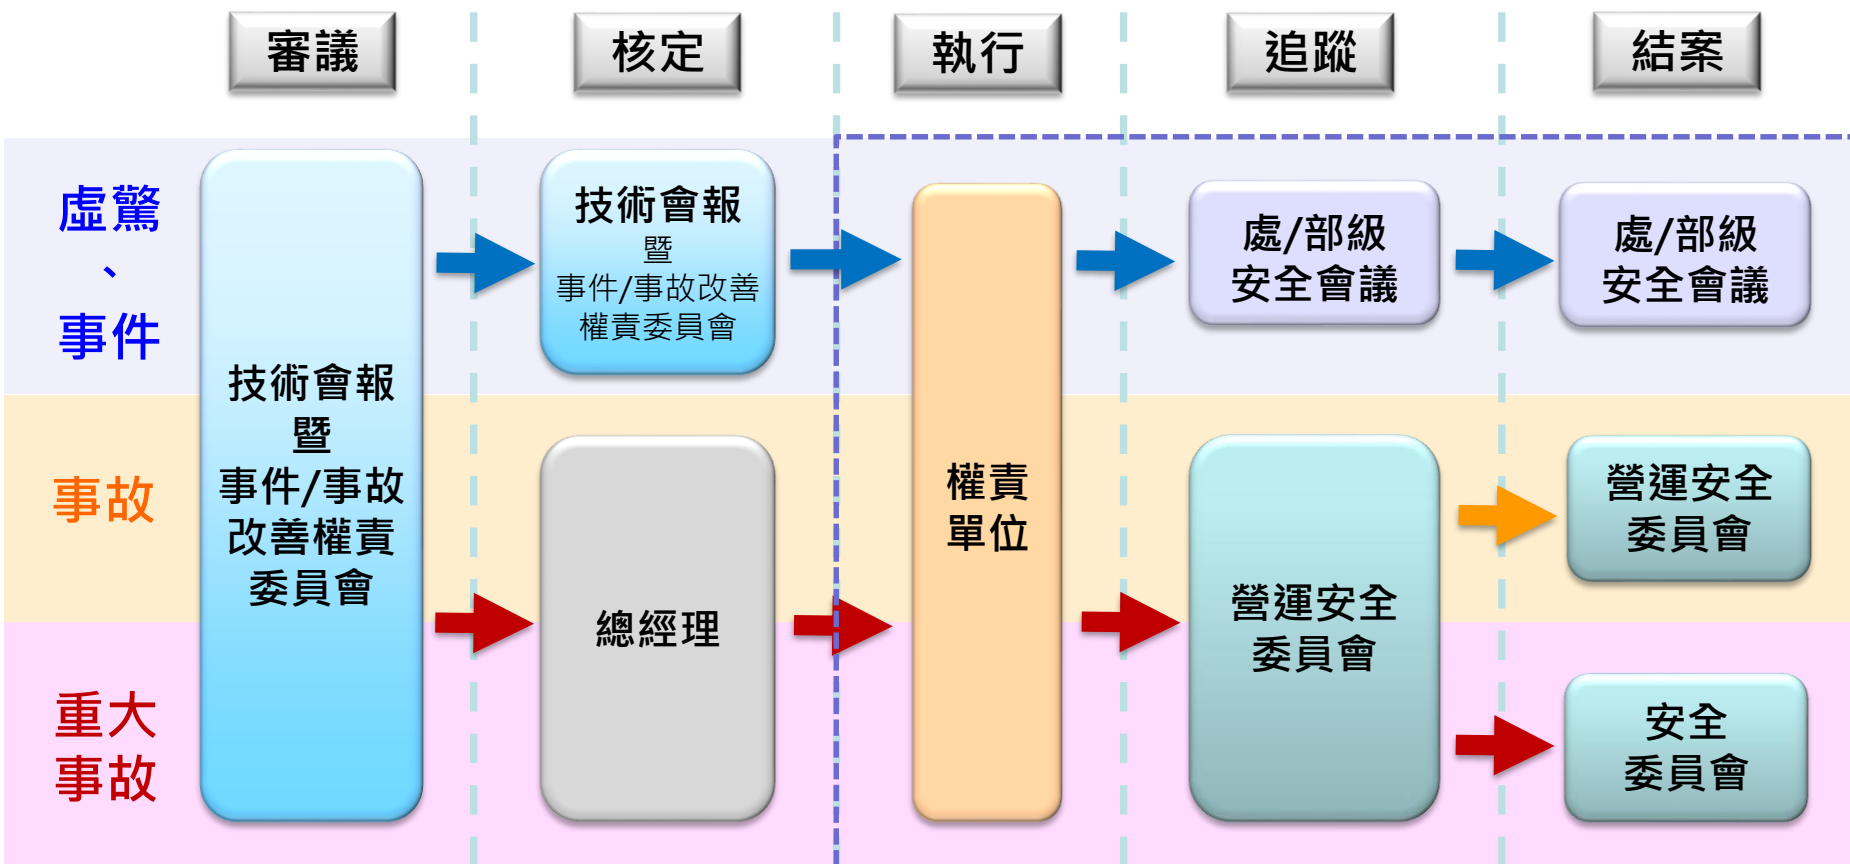 審議
核定
執行
追蹤
結案
虛驚
、
事件
事故
重大
事故
技術會報
暨
事件/事故
改善權責
委員會
技術會報
暨
事件/事故改善
權責委員會
總經理
權責
單位
處/部級
安全會議
營運安全
委員會
處/部級
安全會議
營運安全
委員會
安全
委員會